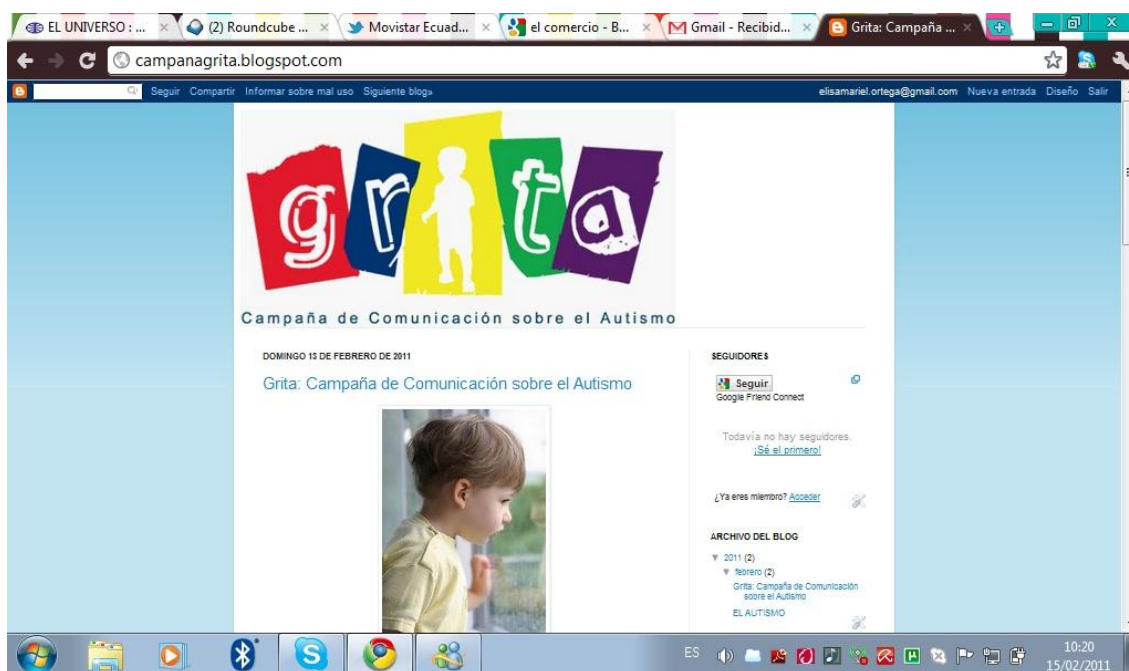 EL UNIVERSO : ...
(2) Roundcube ...
Movistar Ecuad...
el comercio - B...
Gmail - Recibid...
Grita: Campaña ...
campanagrita.blogspot.com
Seguir Compartir Informar sobre mal uso Siguiente blog»
elisamariel.ortega@gmail.com Nueva entrada Diseño Salir
grita
Campaña de Comunicación sobre el Autismo
DOMINGO 13 DE FEBRERO DE 2011
Grita: Campaña de Comunicación sobre el Autismo
SEGUIDORES
Seguir
Google Friend Connect
Todavía no hay seguidores.
¡Sé el primero!
¿Ya eres miembro? Acceder
ARCHIVO DEL BLOG
▼ 2011 (2)
▼ febrero (2)
Grita: Campaña de Comunicación
sobre el Autismo
EL AUTISMO
ES
10:20
15/02/2011